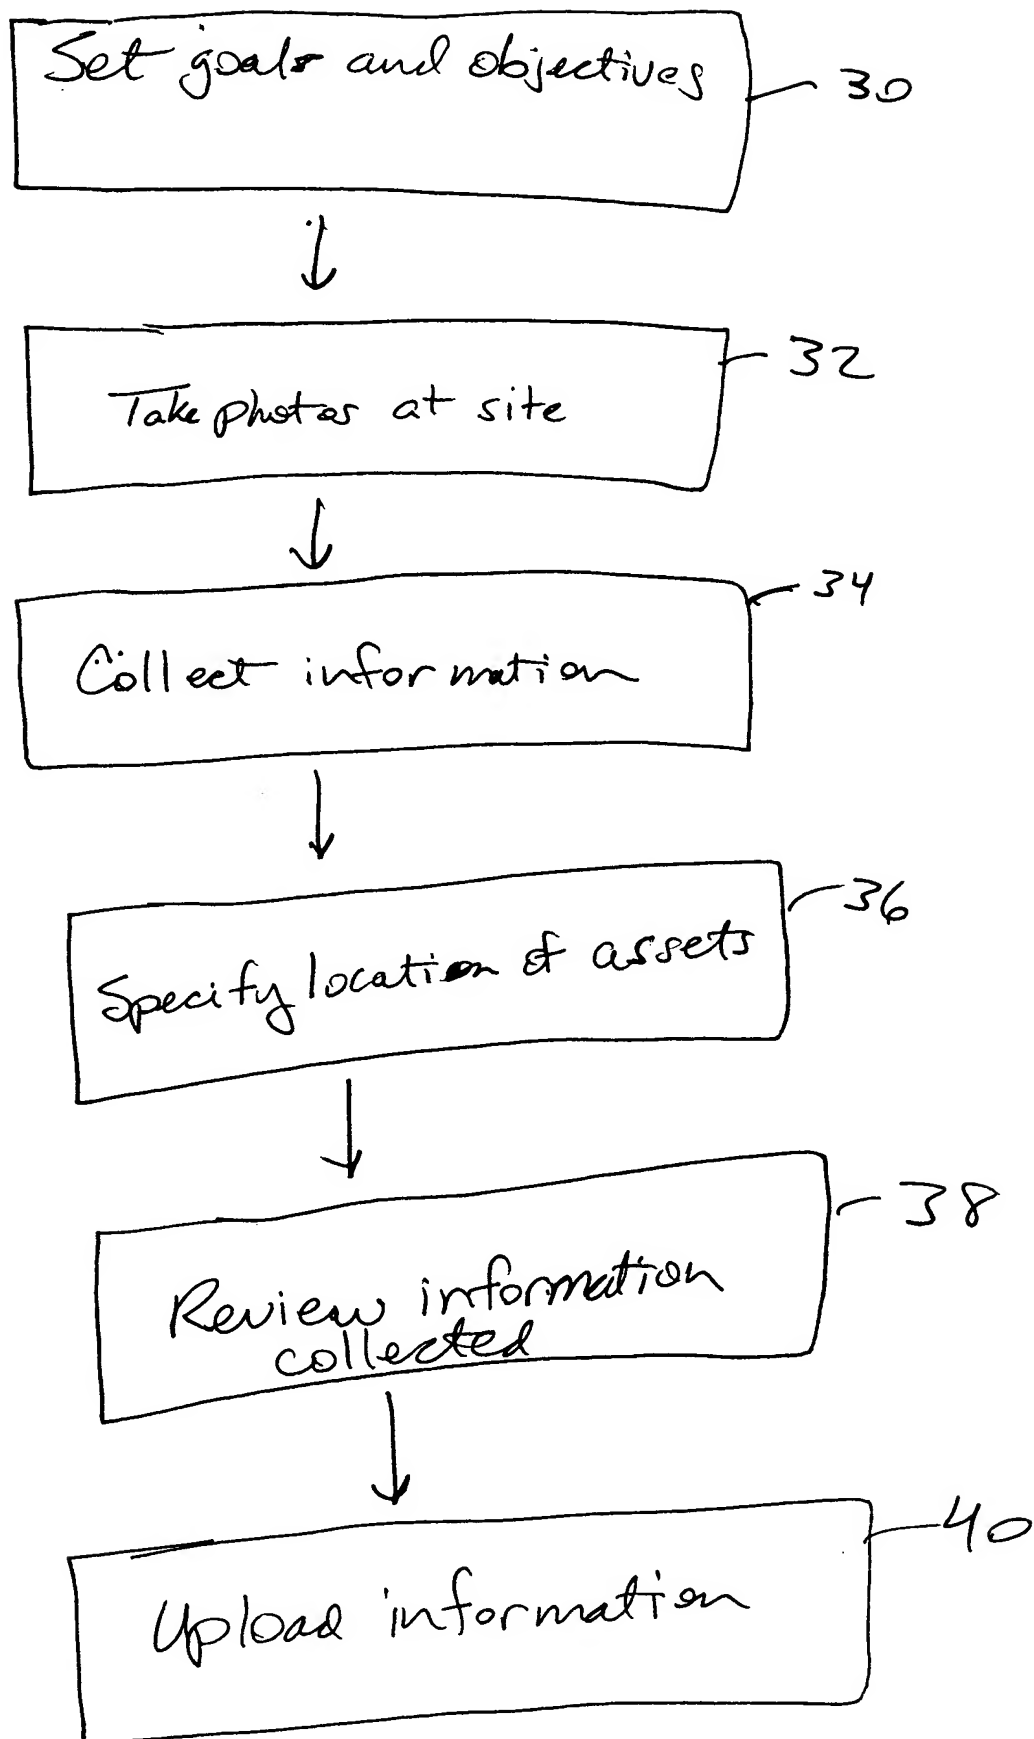 Set goals and objectives
30
Take photos at site
32
Collect information
34
Specify location of assets
36
Review information
collected
38
Upload information
40